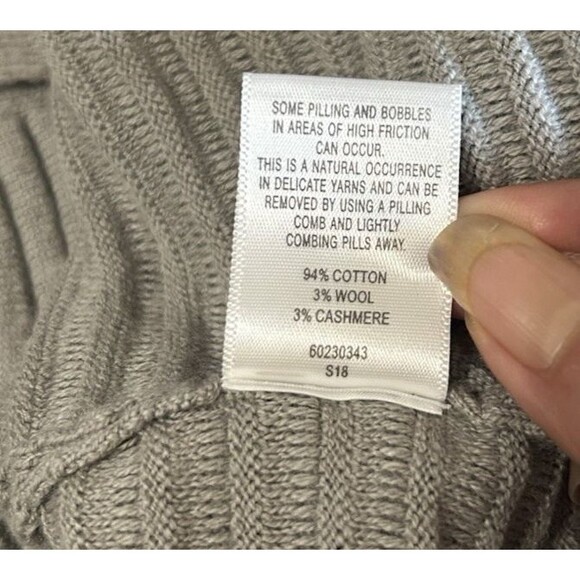 SOME PILLING AND BOBBLES
IN AREAS OF HIGH FRICTION
CAN OCCUR.
THIS IS A NATURAL OCCURRENCE
IN DELICATE YARNS AND CAN BE
REMOVED BY USING A PILLING
COMB AND LIGHTLY
COMBING PILLS AWAY.
94% COTTON
3% WOOL
3% CASHMERE
60230343
S18